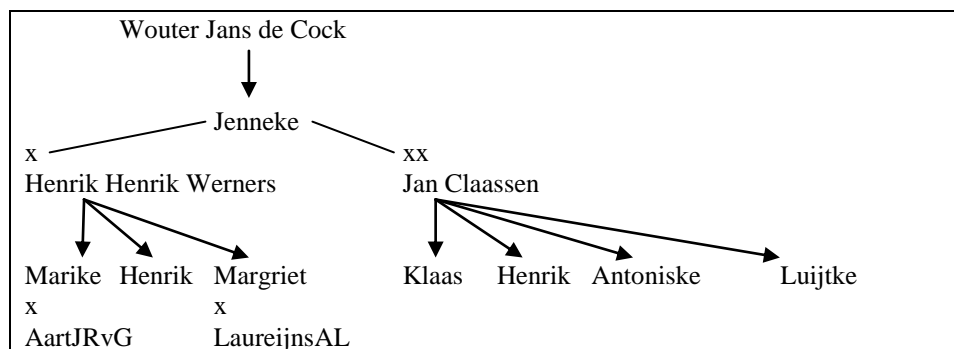 Wouter Jans de Cock
Jenneke
x xx
Henrik Henrik Werners Jan Claassen
Marike Henrik Margriet Klaas Henrik Antoniske Luijtke
x x
AartJRvG LaureijnsAL